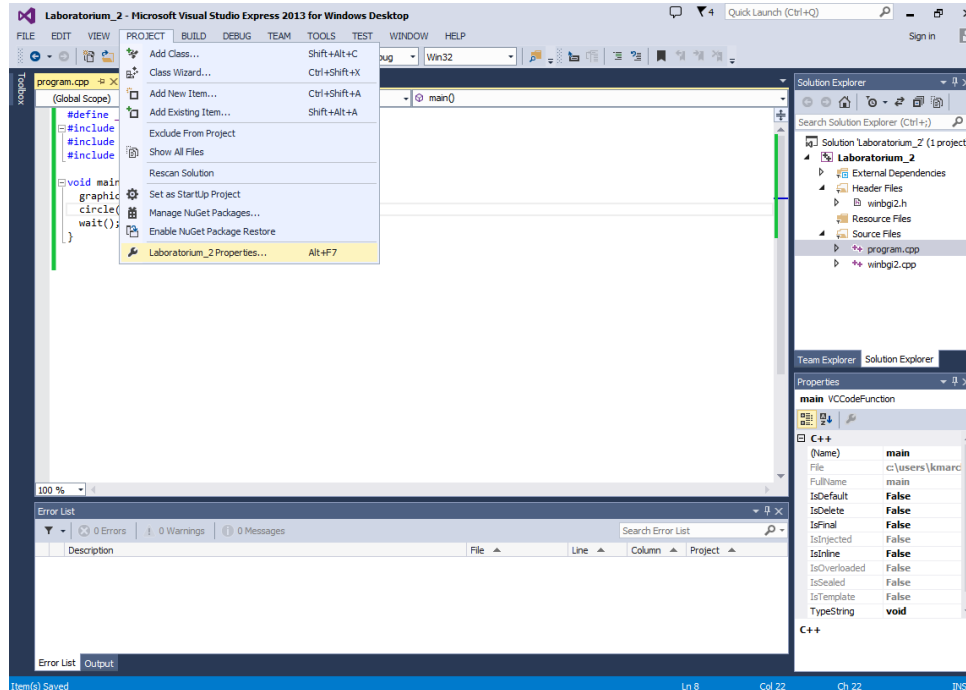 Laboratorium_2 - Microsoft Visual Studio Express 2013 for Windows Desktop
4
Quick Launch (Ctrl+Q)
FILE EDIT VIEW PROJECT BUILD DEBUG TEAM TOOLS TEST WINDOW HELP
Sign in
bug
Win32
Toolbox
program.cpp
(Global Scope)
main()
#define _
#include
#include
#include
void main
graphic
circle(
wait();
}
Add Class... Shift+Alt+C
Class Wizard... Ctrl+Shift+X
Add New Item... Ctrl+Shift+A
Add Existing Item... Shift+Alt+A
Exclude From Project
Show All Files
Rescan Solution
Set as StartUp Project
Manage NuGet Packages...
Enable NuGet Package Restore
Laboratorium_2 Properties... Alt+F7
100 %
Solution Explorer
Search Solution Explorer (Ctrl+;)
Solution 'Laboratorium_2' (1 project
Laboratorium_2
External Dependencies
Header Files
winbgi2.h
Resource Files
Source Files
program.cpp
winbgi2.cpp
Team Explorer Solution Explorer
Properties
main VCCodeFunction
C++
(Name) main
File c:\users\kmarc
FullName main
IsDefault False
IsDelete False
IsFinal False
IsInjected False
IsInline False
IsOverloaded False
IsSealed False
IsTemplate False
TypeString void
C++
Error List
0 Errors 0 Warnings 0 Messages
Search Error List
Description File Line Column Project
Error List Output
Item(s) Saved
Ln 8 Col 22 Ch 22 INS